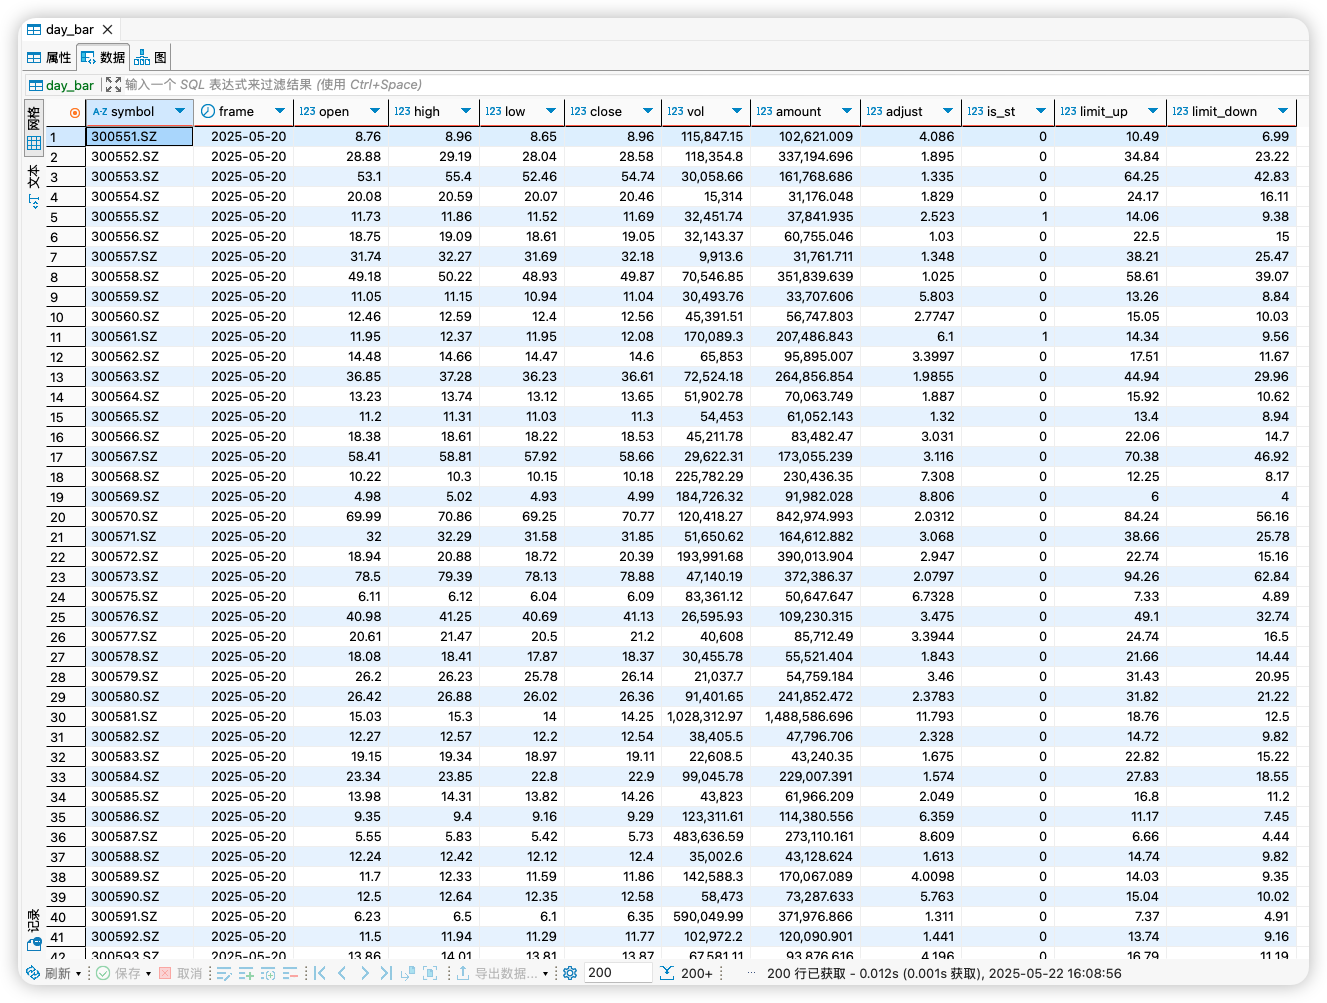 day_bar
属性 数据 图
day_bar 输入一个 SQL 表达式来过滤结果 (使用 Ctrl+Space)
网格
文本
记录
A-Z symbol frame 123 open 123 high 123 low 123 close 123 vol 123 amount 123 adjust 123 is_st 123 limit_up 123 limit_down
1 300551.SZ 2025-05-20 8.76 8.96 8.65 8.96 115,847.15 102,621.009 4.086 0 10.49 6.99
2 300552.SZ 2025-05-20 28.88 29.19 28.04 28.58 118,354.8 337,194.696 1.895 0 34.84 23.22
3 300553.SZ 2025-05-20 53.1 55.4 52.46 54.74 30,058.66 161,768.686 1.335 0 64.25 42.83
4 300554.SZ 2025-05-20 20.08 20.59 20.07 20.46 15,314 31,176.048 1.829 0 24.17 16.11
5 300555.SZ 2025-05-20 11.73 11.86 11.52 11.69 32,451.74 37,841.935 2.523 1 14.06 9.38
6 300556.SZ 2025-05-20 18.75 19.09 18.61 19.05 32,143.37 60,755.046 1.03 0 22.5 15
7 300557.SZ 2025-05-20 31.74 32.27 31.69 32.18 9,913.6 31,761.711 1.348 0 38.21 25.47
8 300558.SZ 2025-05-20 49.18 50.22 48.93 49.87 70,546.85 351,839.639 1.025 0 58.61 39.07
9 300559.SZ 2025-05-20 11.05 11.15 10.94 11.04 30,493.76 33,707.606 5.803 0 13.26 8.84
10 300560.SZ 2025-05-20 12.46 12.59 12.4 12.56 45,391.51 56,747.803 2.7747 0 15.05 10.03
11 300561.SZ 2025-05-20 11.95 12.37 11.95 12.08 170,089.3 207,486.843 6.1 1 14.34 9.56
12 300562.SZ 2025-05-20 14.48 14.66 14.47 14.6 65,853 95,895.007 3.3997 0 17.51 11.67
13 300563.SZ 2025-05-20 36.85 37.28 36.23 36.61 72,524.18 264,856.854 1.9855 0 44.94 29.96
14 300564.SZ 2025-05-20 13.23 13.74 13.12 13.65 51,902.78 70,063.749 1.887 0 15.92 10.62
15 300565.SZ 2025-05-20 11.2 11.31 11.03 11.3 54,453 61,052.143 1.32 0 13.4 8.94
16 300566.SZ 2025-05-20 18.38 18.61 18.22 18.53 45,211.78 83,482.47 3.031 0 22.06 14.7
17 300567.SZ 2025-05-20 58.41 58.81 57.92 58.66 29,622.31 173,055.239 3.116 0 70.38 46.92
18 300568.SZ 2025-05-20 10.22 10.3 10.15 10.18 225,782.29 230,436.35 7.308 0 12.25 8.17
19 300569.SZ 2025-05-20 4.98 5.02 4.93 4.99 184,726.32 91,982.028 8.806 0 6 4
20 300570.SZ 2025-05-20 69.99 70.86 69.25 70.77 120,418.27 842,974.993 2.0312 0 84.24 56.16
21 300571.SZ 2025-05-20 32 32.29 31.58 31.85 51,650.62 164,612.882 3.068 0 38.66 25.78
22 300572.SZ 2025-05-20 18.94 20.88 18.72 20.39 193,991.68 390,013.904 2.947 0 22.74 15.16
23 300573.SZ 2025-05-20 78.5 79.39 78.13 78.88 47,140.19 372,386.37 2.0797 0 94.26 62.84
24 300575.SZ 2025-05-20 6.11 6.12 6.04 6.09 83,361.12 50,647.647 6.7328 0 7.33 4.89
25 300576.SZ 2025-05-20 40.98 41.25 40.69 41.13 26,595.93 109,230.315 3.475 0 49.1 32.74
26 300577.SZ 2025-05-20 20.61 21.47 20.5 21.2 40,608 85,712.49 3.3944 0 24.74 16.5
27 300578.SZ 2025-05-20 18.08 18.41 17.87 18.37 30,455.78 55,521.404 1.843 0 21.66 14.44
28 300579.SZ 2025-05-20 26.2 26.23 25.78 26.14 21,037.7 54,759.184 3.46 0 31.43 20.95
29 300580.SZ 2025-05-20 26.42 26.88 26.02 26.36 91,401.65 241,852.472 2.3783 0 31.82 21.22
30 300581.SZ 2025-05-20 15.03 15.3 14 14.25 1,028,312.97 1,488,586.696 11.793 0 18.76 12.5
31 300582.SZ 2025-05-20 12.27 12.57 12.2 12.54 38,405.5 47,796.706 2.328 0 14.72 9.82
32 300583.SZ 2025-05-20 19.15 19.34 18.97 19.11 22,608.5 43,240.35 1.675 0 22.82 15.22
33 300584.SZ 2025-05-20 23.34 23.85 22.8 22.9 99,045.78 229,007.391 1.574 0 27.83 18.55
34 300585.SZ 2025-05-20 13.98 14.31 13.82 14.26 43,823 61,966.209 2.049 0 16.8 11.2
35 300586.SZ 2025-05-20 9.35 9.4 9.16 9.29 123,311.61 114,380.556 6.359 0 11.17 7.45
36 300587.SZ 2025-05-20 5.55 5.83 5.42 5.73 483,636.59 273,110.161 8.609 0 6.66 4.44
37 300588.SZ 2025-05-20 12.24 12.42 12.12 12.4 35,002.6 43,128.624 1.613 0 14.74 9.82
38 300589.SZ 2025-05-20 11.7 12.33 11.59 11.86 142,588.3 170,067.089 4.0098 0 14.03 9.35
39 300590.SZ 2025-05-20 12.5 12.64 12.35 12.58 58,473 73,287.633 5.763 0 15.04 10.02
40 300591.SZ 2025-05-20 6.23 6.5 6.1 6.35 590,049.99 371,976.866 1.311 0 7.37 4.91
41 300592.SZ 2025-05-20 11.5 11.94 11.29 11.77 102,972.2 120,090.901 1.441 0 13.74 9.16
42 300593.SZ 2025-05-20 13.86 14.01 13.81 13.87 67,581.11 93,876.616 4.196 0 16.79 11.19
刷新 保存 取消 导出数据... 200 200+ ... 200 行已获取 - 0.012s (0.001s 获取), 2025-05-22 16:08:56